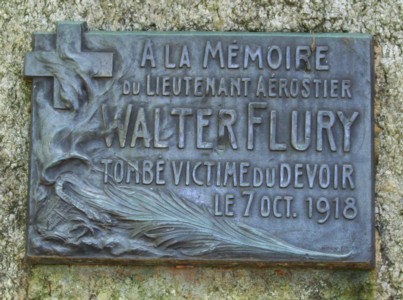 A LA MÉMOIRE
DU LIEUTENANT AÉROSTIER
WALTER FLURY
TOMBÉ VICTIME DU DEVOIR
LE 7 OCT. 1918